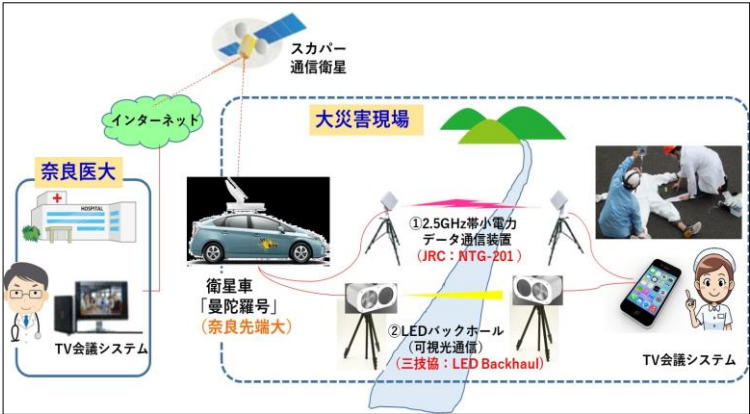 スカパー
通信衛星
インターネット
大災害現場
奈良医大
HOSPITAL
①2.5GHz帯小電力
データ通信装置
(JRC：NTG-201)
衛星車
「曼陀羅号」
(奈良先端大)
②LEDバックホール
(可視光通信)
(三技協：LED Backhaul)
TV会議システム
TV会議システム